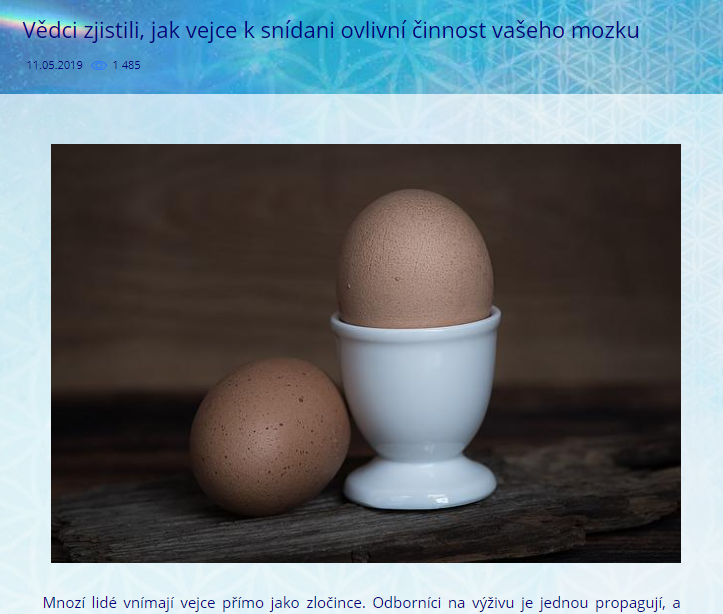 Vědci zjistili, jak vejce k snídani ovlivní činnost vašeho mozku
11.05.2019 1 485
Mnozí lidé vnímají vejce přímo jako zločince. Odborníci na výživu je jednou propagují, a